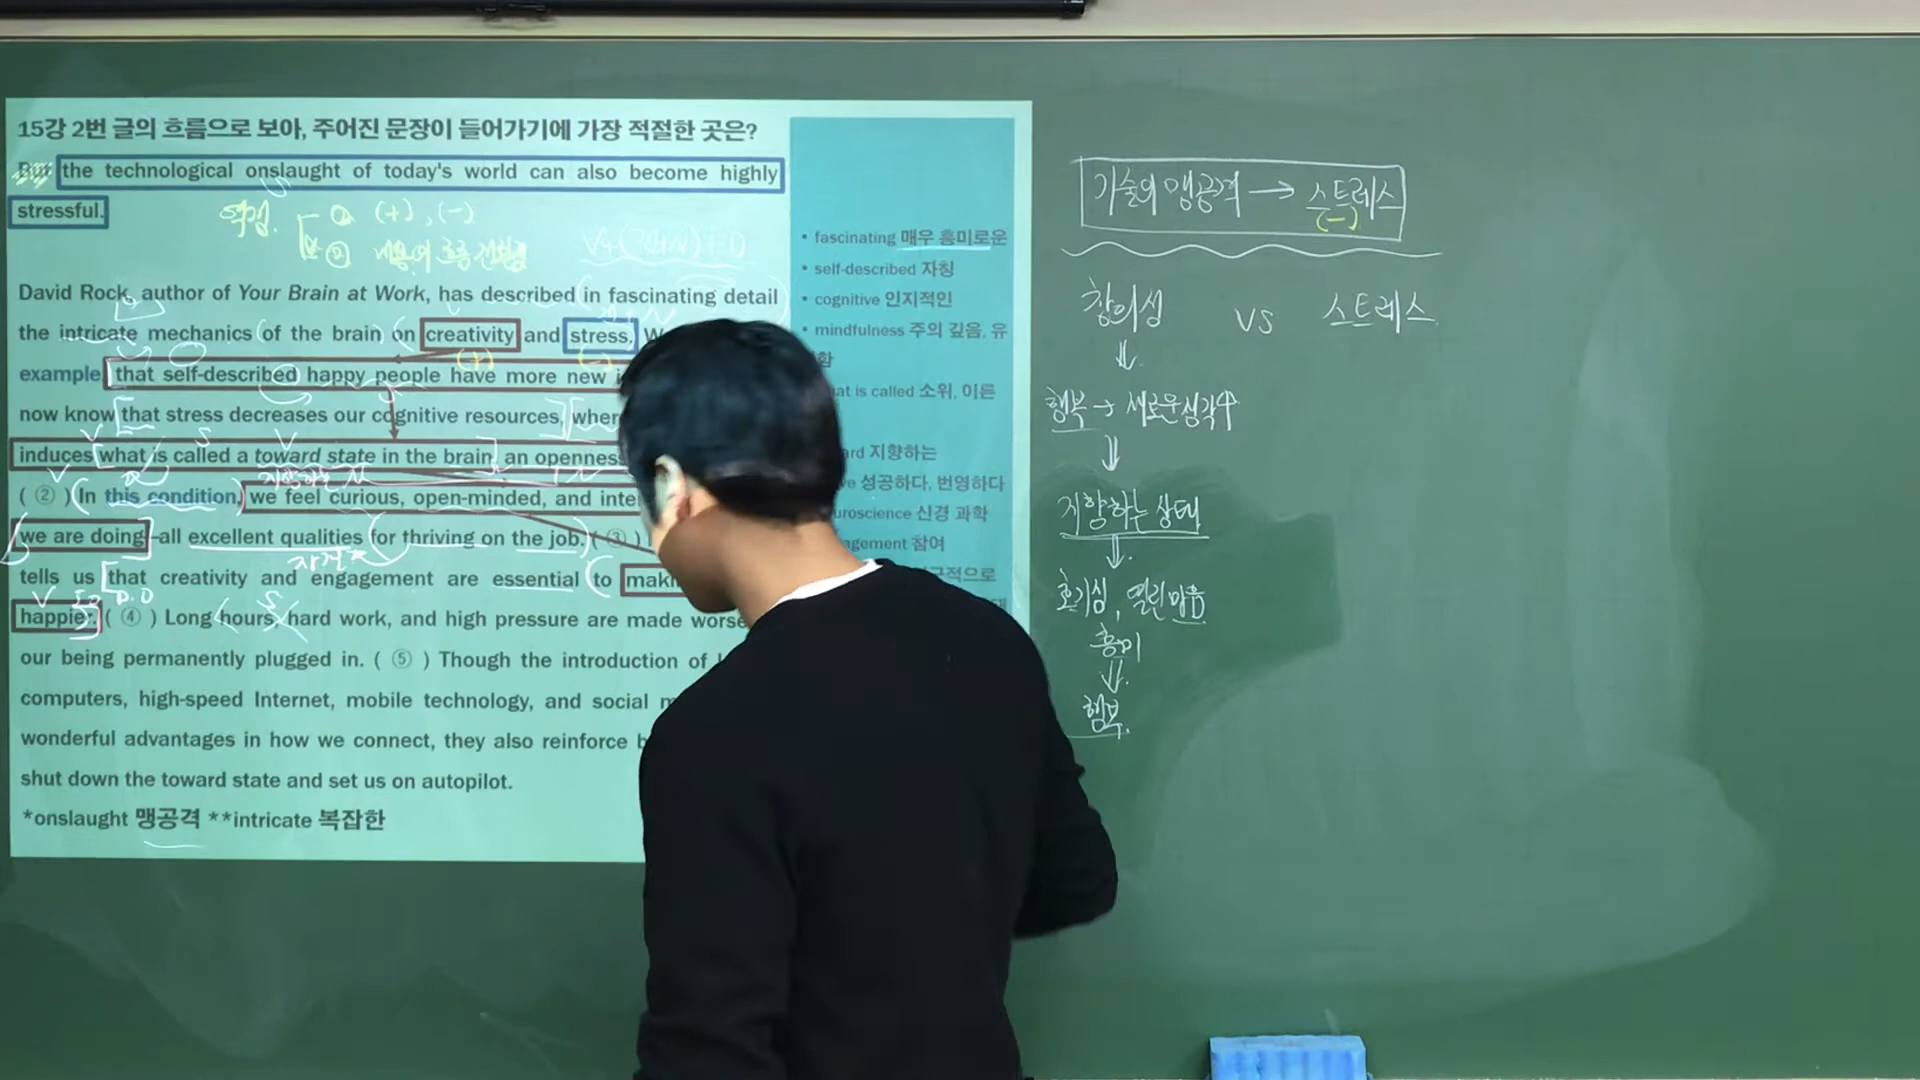 15강 2번 글의 흐름으로 보아, 주어진 문장이 들어가기에 가장 적절한 곳은?
But the technological onslaught of today's world can also become highly
stressful.
(+), (-)
David Rock, author of Your Brain at Work, has described in fascinating detail
the intricate mechanics of the brain on creativity and stress.
(+)
example that self-described happy people have more new
now know that stress decreases our cognitive resources,
induces what is called a toward state in the brain, an openness
( ② ) In this condition, we feel curious, open-minded, and
we are doing—all excellent qualities for thriving on the job. ( ③ )
tells us that creativity and engagement are essential to
happier. ( ④ ) Long hours, hard work, and high pressure are made worse
our being permanently plugged in. ( ⑤ ) Though the introduction of
computers, high-speed Internet, mobile technology, and social
wonderful advantages in how we connect, they also reinforce
shut down the toward state and set us on autopilot.
*onslaught 맹공격 **intricate 복잡한
• fascinating 매우 흥미로운
• self-described 자칭
• cognitive 인지적인
• mindfulness 주의 깊음, 유
is called 소위, 이른
지향하는
성공하다, 번영하다
신경 과학
참여
기술의 맹공격 → 스트레스
(-)
창의성 vs 스트레스
⇓
행복 → 새로운 생각↑
⇓
지향하는 상태
⇓
호기심, 열린 마음
흥미
⇓
행복